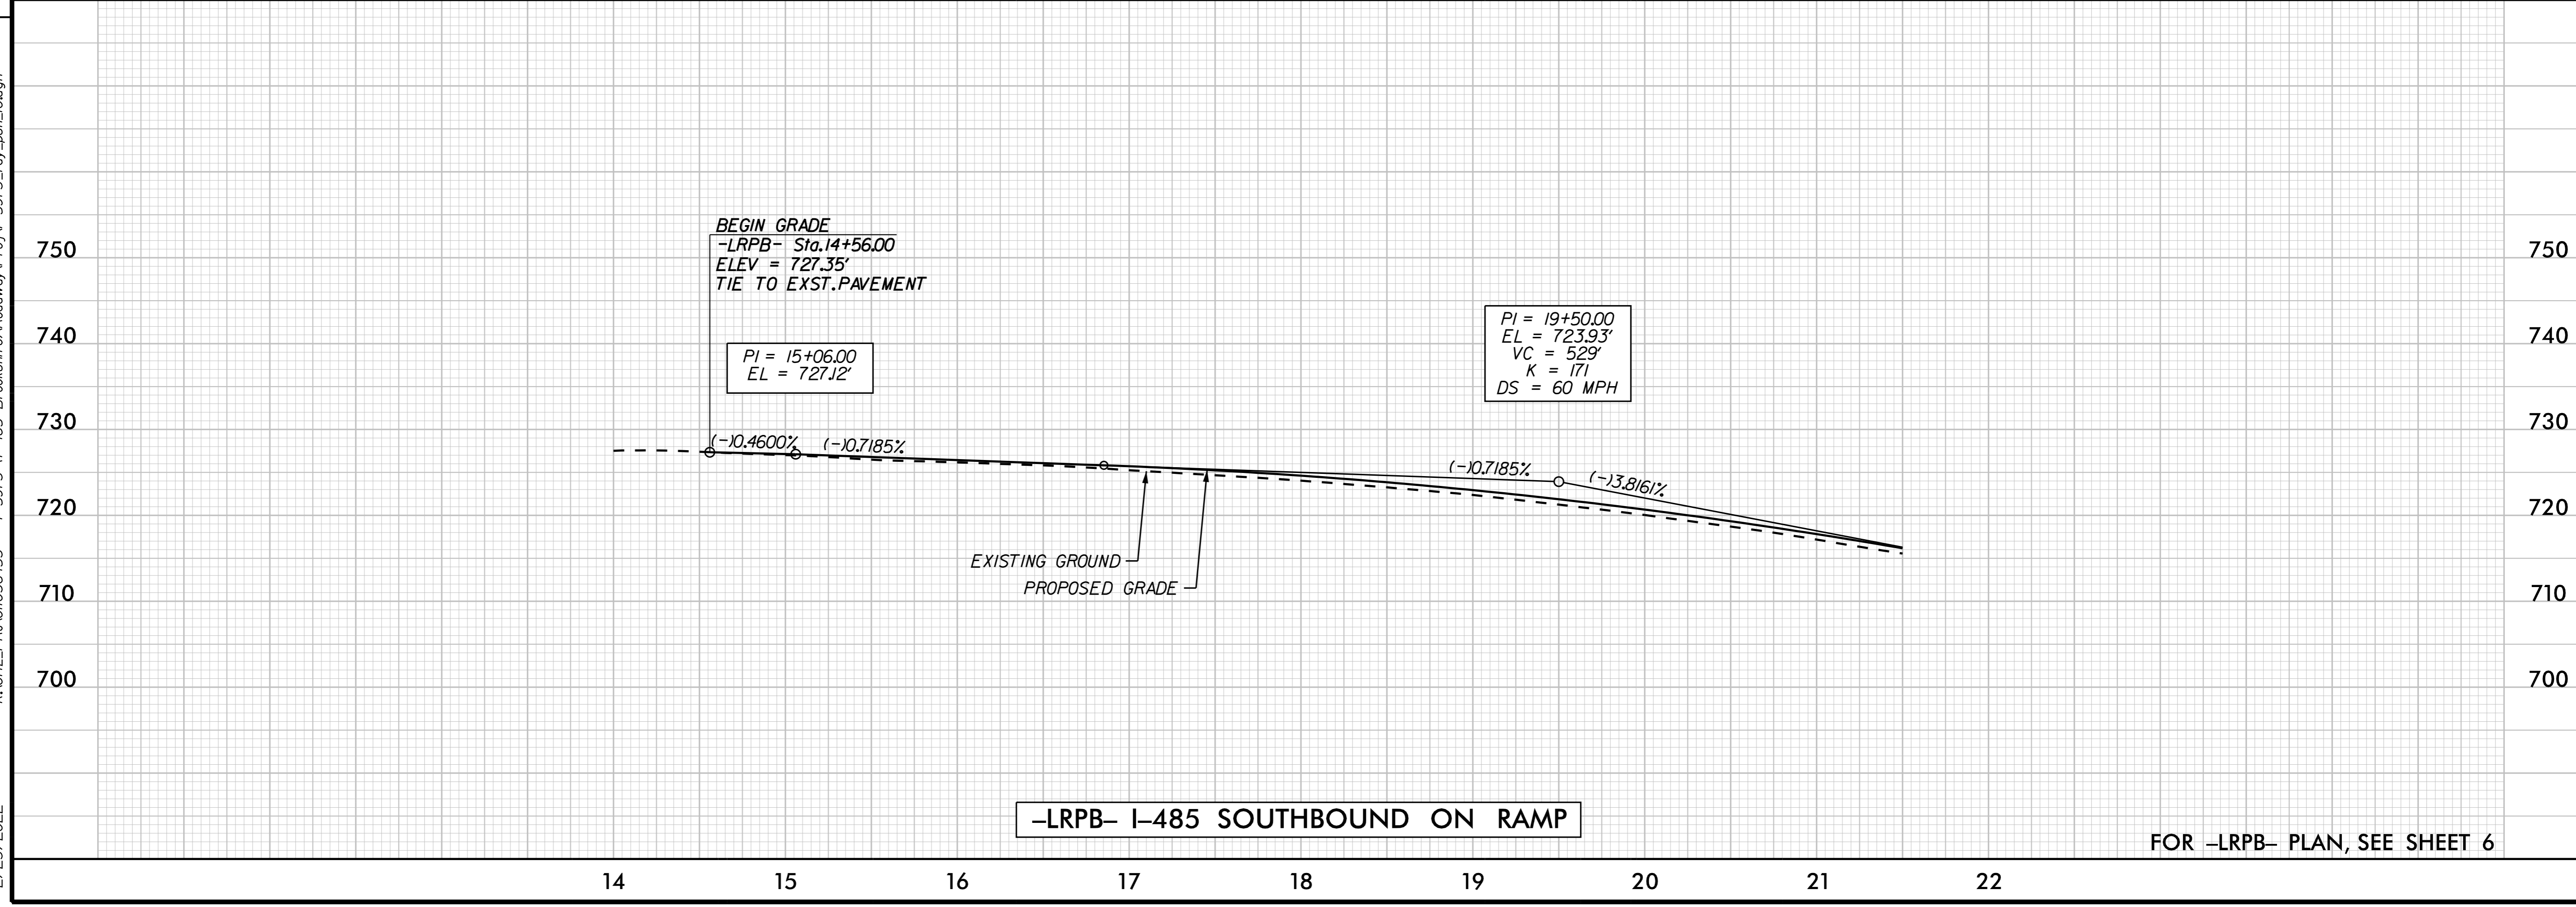 BEGIN GRADE
-LRPB- Sta.14+56.00
ELEV = 727.35'
TIE TO EXST.PAVEMENT
PI = 15+06.00
EL = 727.12'
PI = 19+50.00
EL = 723.93'
VC = 529'
K = 171
DS = 60 MPH
750
750
740
740
730
730
720
720
710
710
700
700
(-)0.4600%
(-)0.7185%
(-)0.7185%
(-)3.8161%
EXISTING GROUND
PROPOSED GRADE
–LRPB– I–485 SOUTHBOUND ON RAMP
FOR –LRPB– PLAN, SEE SHEET 6
14 15 16 17 18 19 20 21 22